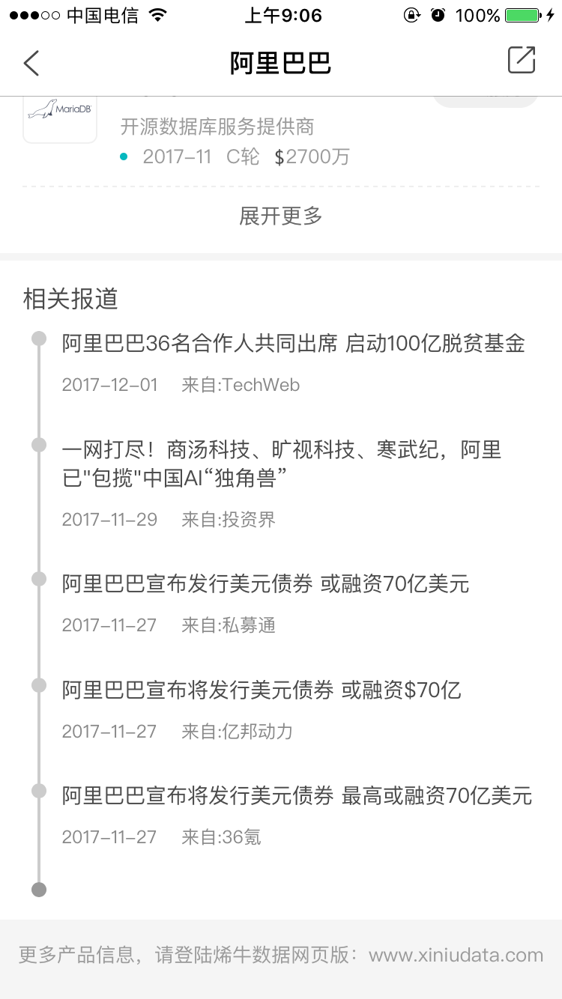 中国电信 上午9:06 100%
阿里巴巴
MariaDB
开源数据库服务提供商
2017-11 C轮 $2700万
展开更多
相关报道
阿里巴巴36名合作人共同出席 启动100亿脱贫基金
2017-12-01 来自:TechWeb
一网打尽！商汤科技、旷视科技、寒武纪，阿里
已"包揽"中国AI“独角兽”
2017-11-29 来自:投资界
阿里巴巴宣布发行美元债券 或融资70亿美元
2017-11-27 来自:私募通
阿里巴巴宣布将发行美元债券 或融资$70亿
2017-11-27 来自:亿邦动力
阿里巴巴宣布将发行美元债券 最高或融资70亿美元
2017-11-27 来自:36氪
更多产品信息，请登陆烯牛数据网页版：www.xiniudata.com